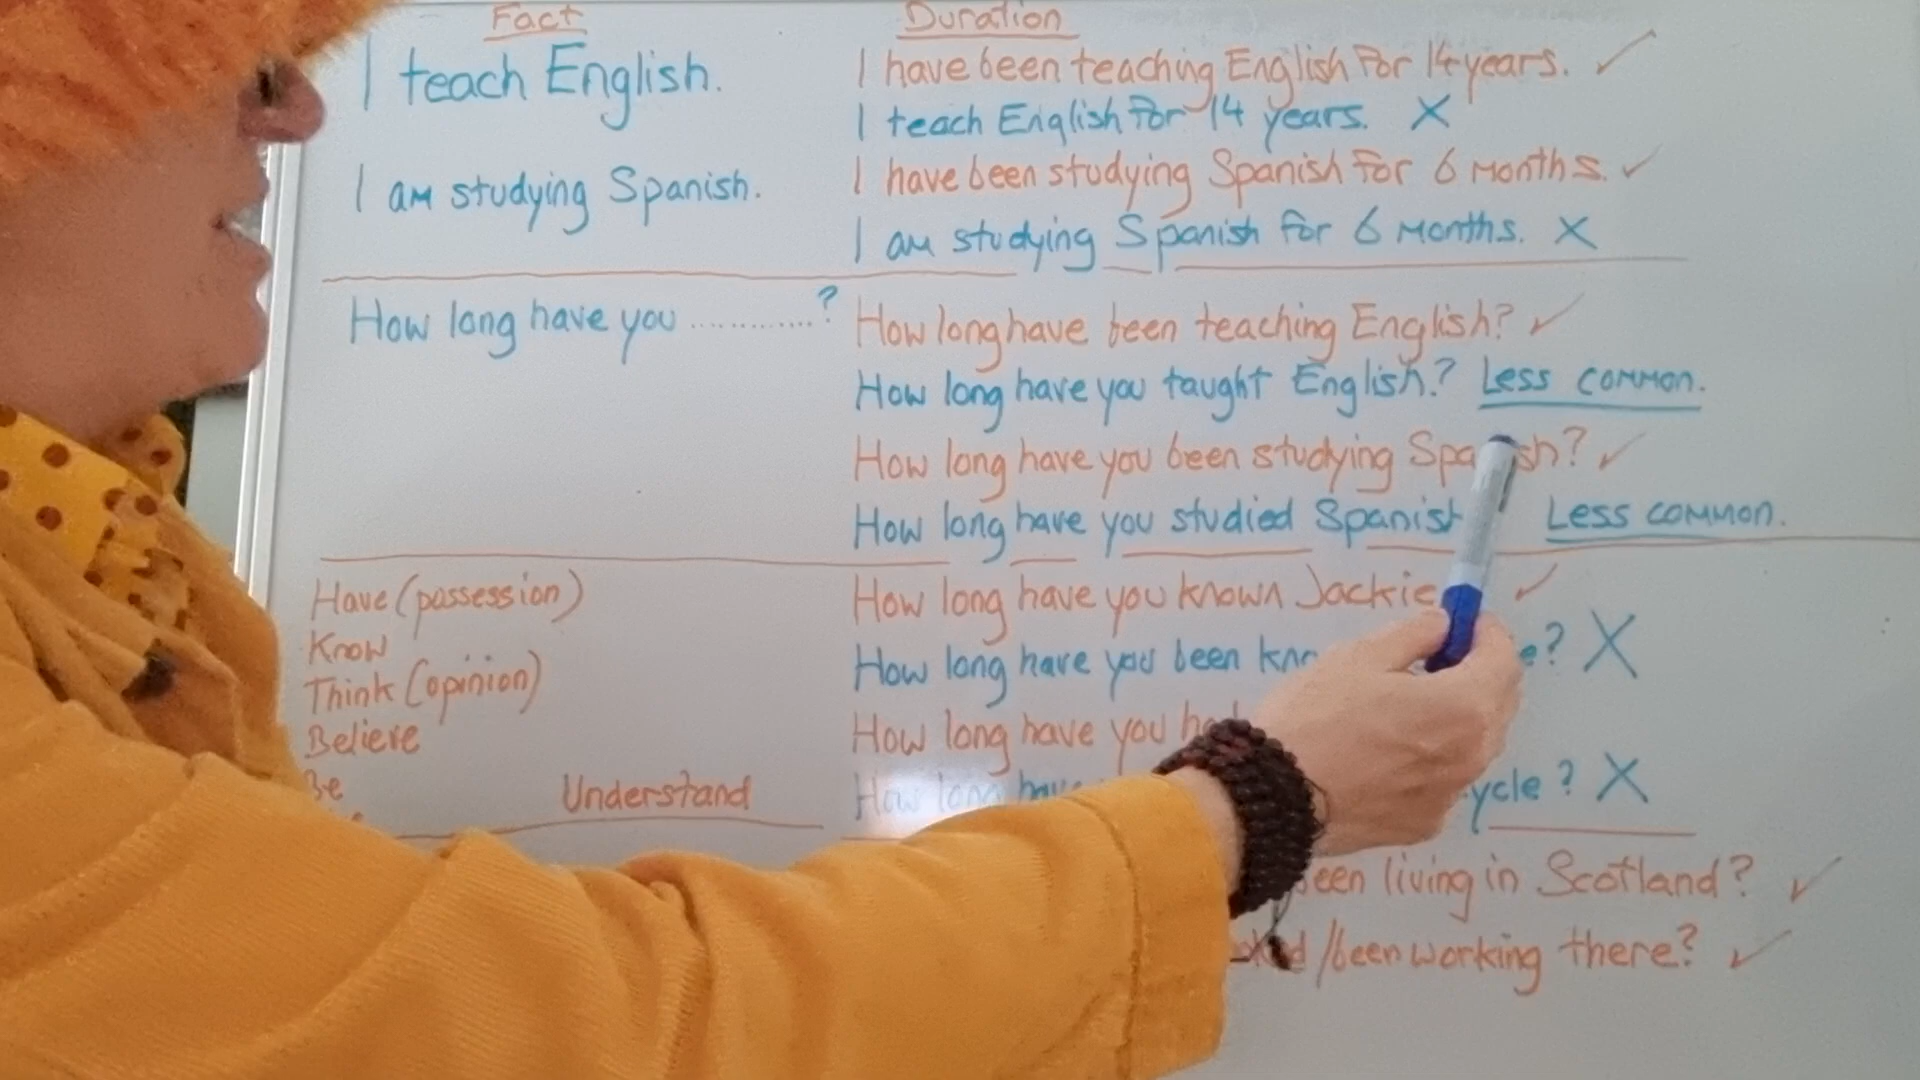 Fact
Duration
I teach English.
I have been teaching English for 14 years. ✓
I teach English for 14 years. X
I am studying Spanish.
I have been studying Spanish for 6 months. ✓
I am studying Spanish for 6 months. X
How long have you .............?
How long have been teaching English? ✓
How long have you taught English? Less common.
How long have you been studying Spa sh? ✓
How long have you studied Spanish Less common.
Have (possession)
Know
Think (opinion)
Believe
Be
Understand
How long have you known Jackie ✓
How long have you been e? X
How long have you
How long have ycle? X
been living in Scotland? ✓
/been working there? ✓